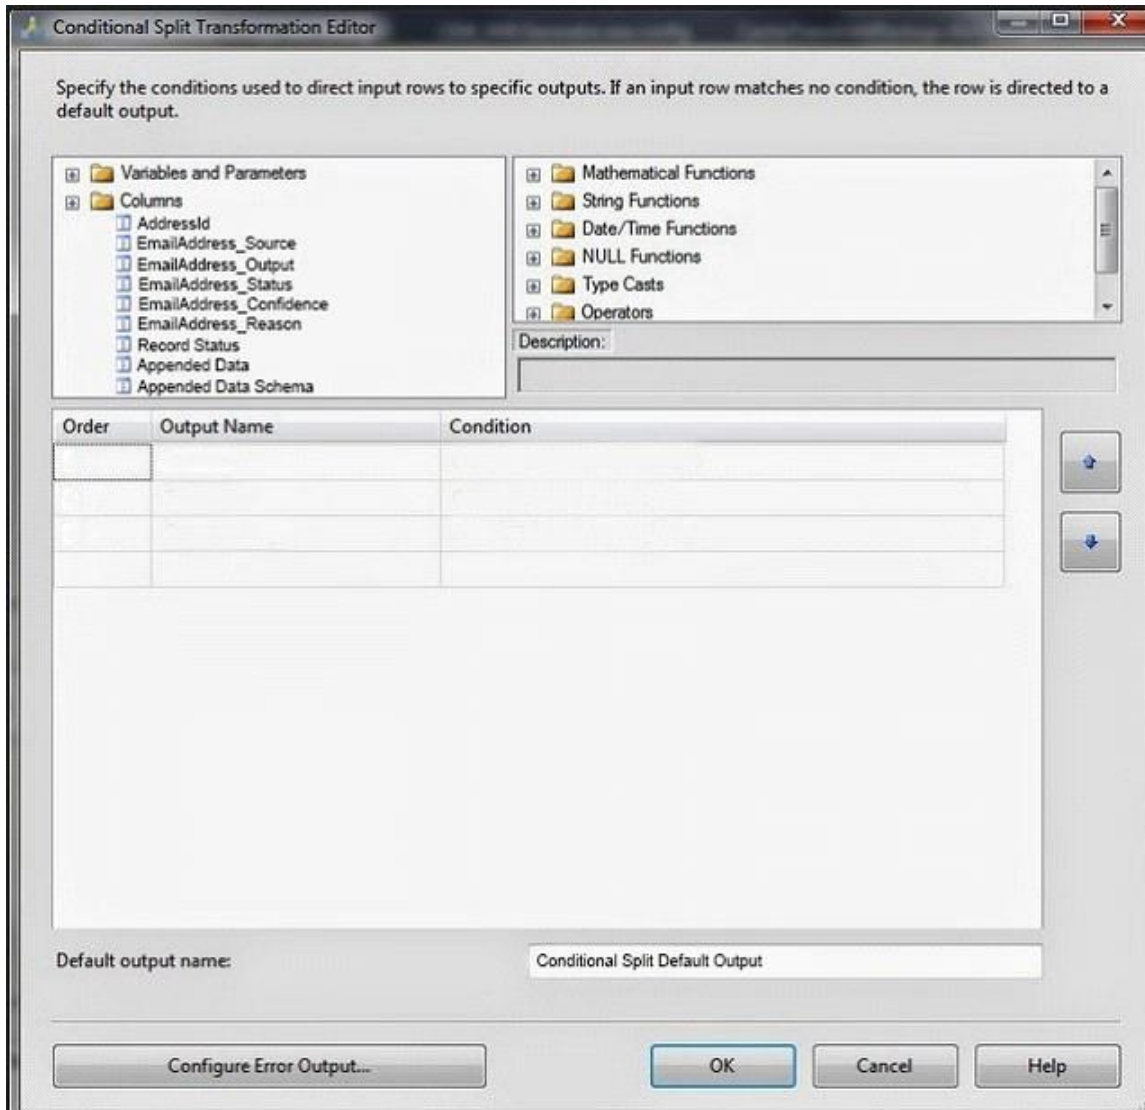 Conditional Split Transformation Editor
Specify the conditions used to direct input rows to specific outputs. If an input row matches no condition, the row is directed to a
default output.
Variables and Parameters
Columns
AddressId
EmailAddress_Source
EmailAddress_Output
EmailAddress_Status
EmailAddress_Confidence
EmailAddress_Reason
Record Status
Appended Data
Appended Data Schema
Mathematical Functions
String Functions
Date/Time Functions
NULL Functions
Type Casts
Operators
Description:
Order Output Name Condition
Default output name: Conditional Split Default Output
Configure Error Output... OK Cancel Help